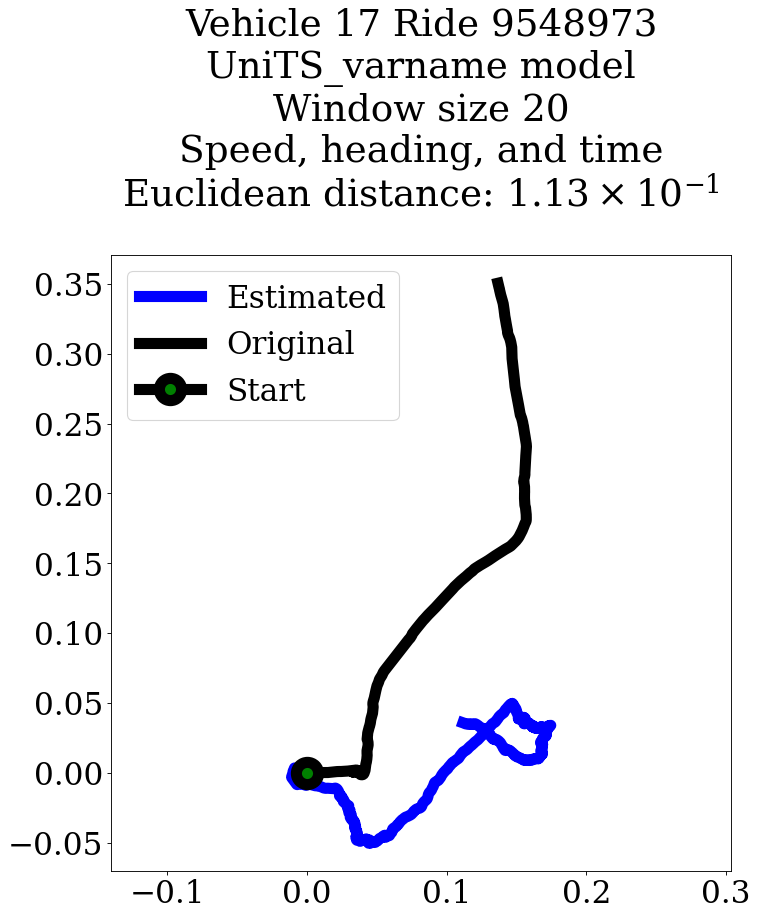 Vehicle 17 Ride 9548973
UniTS_varname model
Window size 20
Speed, heading, and time
Euclidean distance: 1.13 × 10⁻¹
Estimated
Original
Start
0.35
0.30
0.25
0.20
0.15
0.10
0.05
0.00
−0.05
−0.1 0.0 0.1 0.2 0.3